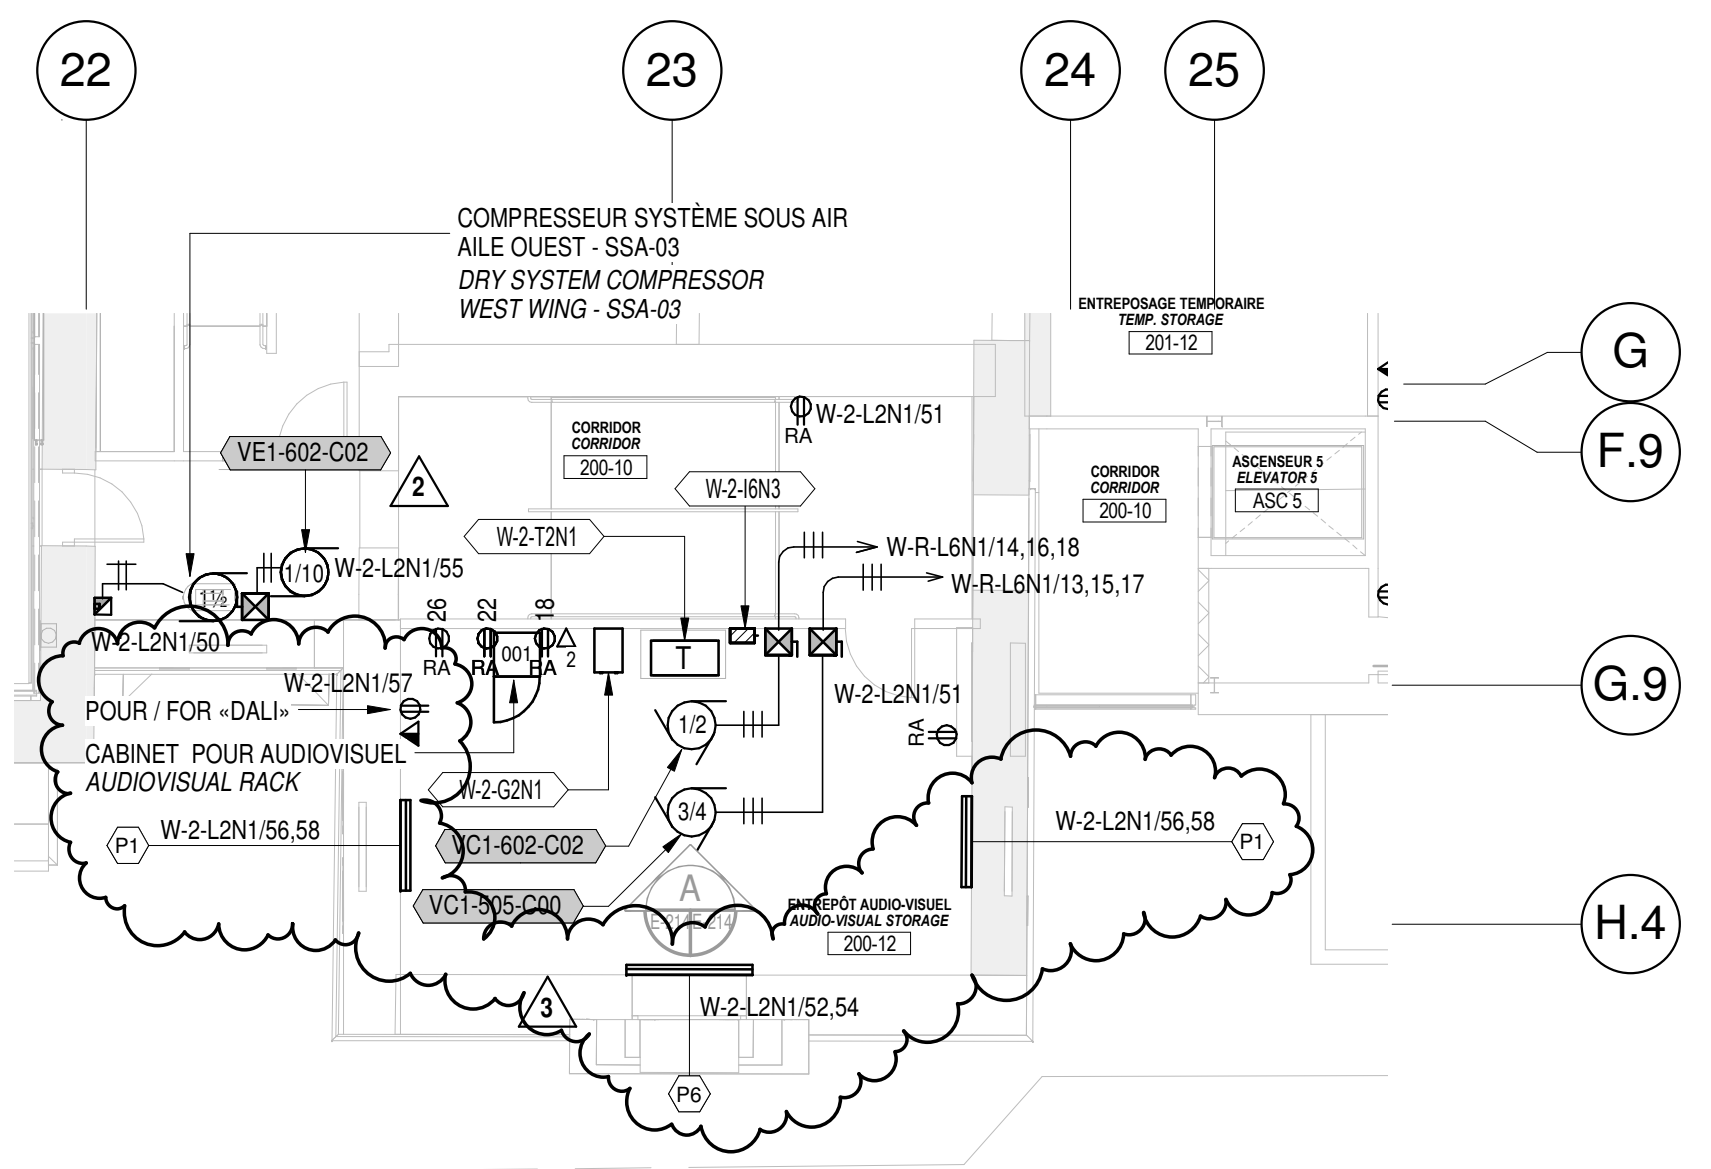 22
23
24
25
COMPRESSEUR SYSTÈME SOUS AIR
AILE OUEST - SSA-03
DRY SYSTEM COMPRESSOR
WEST WING - SSA-03
ENTREPOSAGE TEMPORAIRE
TEMP. STORAGE
201-12
G
F.9
G.9
H.4
W-2-L2N1/51
RA
CORRIDOR
CORRIDOR
200-10
VE1-602-C02
2
W-2-I6N3
W-2-T2N1
CORRIDOR
CORRIDOR
200-10
ASCENSEUR 5
ELEVATOR 5
ASC 5
W-R-L6N1/14,16,18
W-R-L6N1/13,15,17
1/10
W-2-L2N1/55
1½
W-2-L2N1/50
26
22
18
RA
RA
RA
001
2
T
W-2-L2N1/57
POUR / FOR «DALI»
CABINET POUR AUDIOVISUEL
AUDIOVISUAL RACK
W-2-L2N1/51
RA
1/2
W-2-G2N1
3/4
P1
W-2-L2N1/56,58
VC1-602-C02
W-2-L2N1/56,58
P1
VC1-505-C00
A
E-214
E-214
ENTREPÔT AUDIO-VISUEL
AUDIO-VISUAL STORAGE
200-12
3
W-2-L2N1/52,54
P6